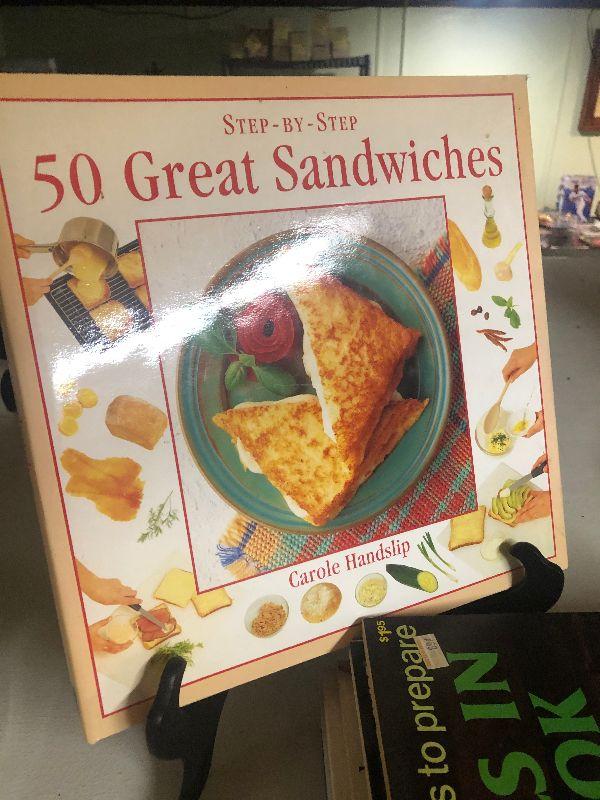 STEP-BY-STEP
50 Great Sandwiches
Carole Handslip
$1.95
s to prepare
S IN
OK